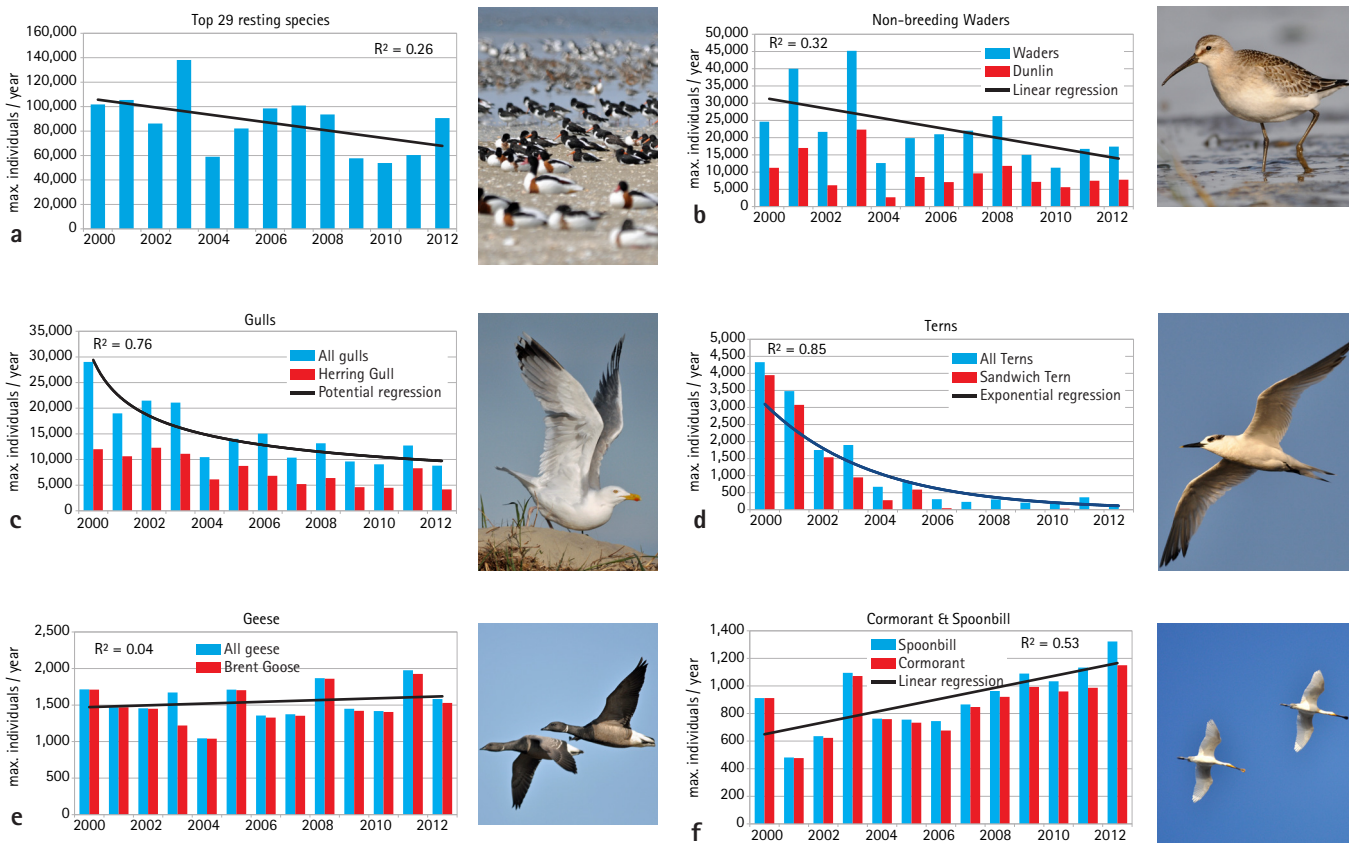 Top 29 resting species
max. individuals / year
160,000
140,000
120,000
100,000
80,000
60,000
40,000
20,000
0
R² = 0.26
2000 2002 2004 2006 2008 2010 2012
a
Non-breeding Waders
max. individuals / year
50,000
45,000
40,000
35,000
30,000
25,000
20,000
15,000
10,000
5,000
0
R² = 0.32
Waders
Dunlin
Linear regression
2000 2002 2004 2006 2008 2010 2012
b
Gulls
max. individuals / year
35,000
30,000
25,000
20,000
15,000
10,000
5,000
0
R² = 0.76
All gulls
Herring Gull
Potential regression
2000 2002 2004 2006 2008 2010 2012
c
Terns
max. individuals / year
5,000
4,500
4,000
3,500
3,000
2,500
2,000
1,500
1,000
500
0
R² = 0.85
All Terns
Sandwich Tern
Exponential regression
2000 2002 2004 2006 2008 2010 2012
d
Geese
max. individuals / year
2,500
2,000
1,500
1,000
500
0
R² = 0.04
All geese
Brent Goose
2000 2002 2004 2006 2008 2010 2012
e
Cormorant & Spoonbill
max. individuals / year
1,400
1,200
1,000
800
600
400
200
0
Spoonbill
Cormorant
Linear regression
R² = 0.53
2000 2002 2004 2006 2008 2010 2012
f